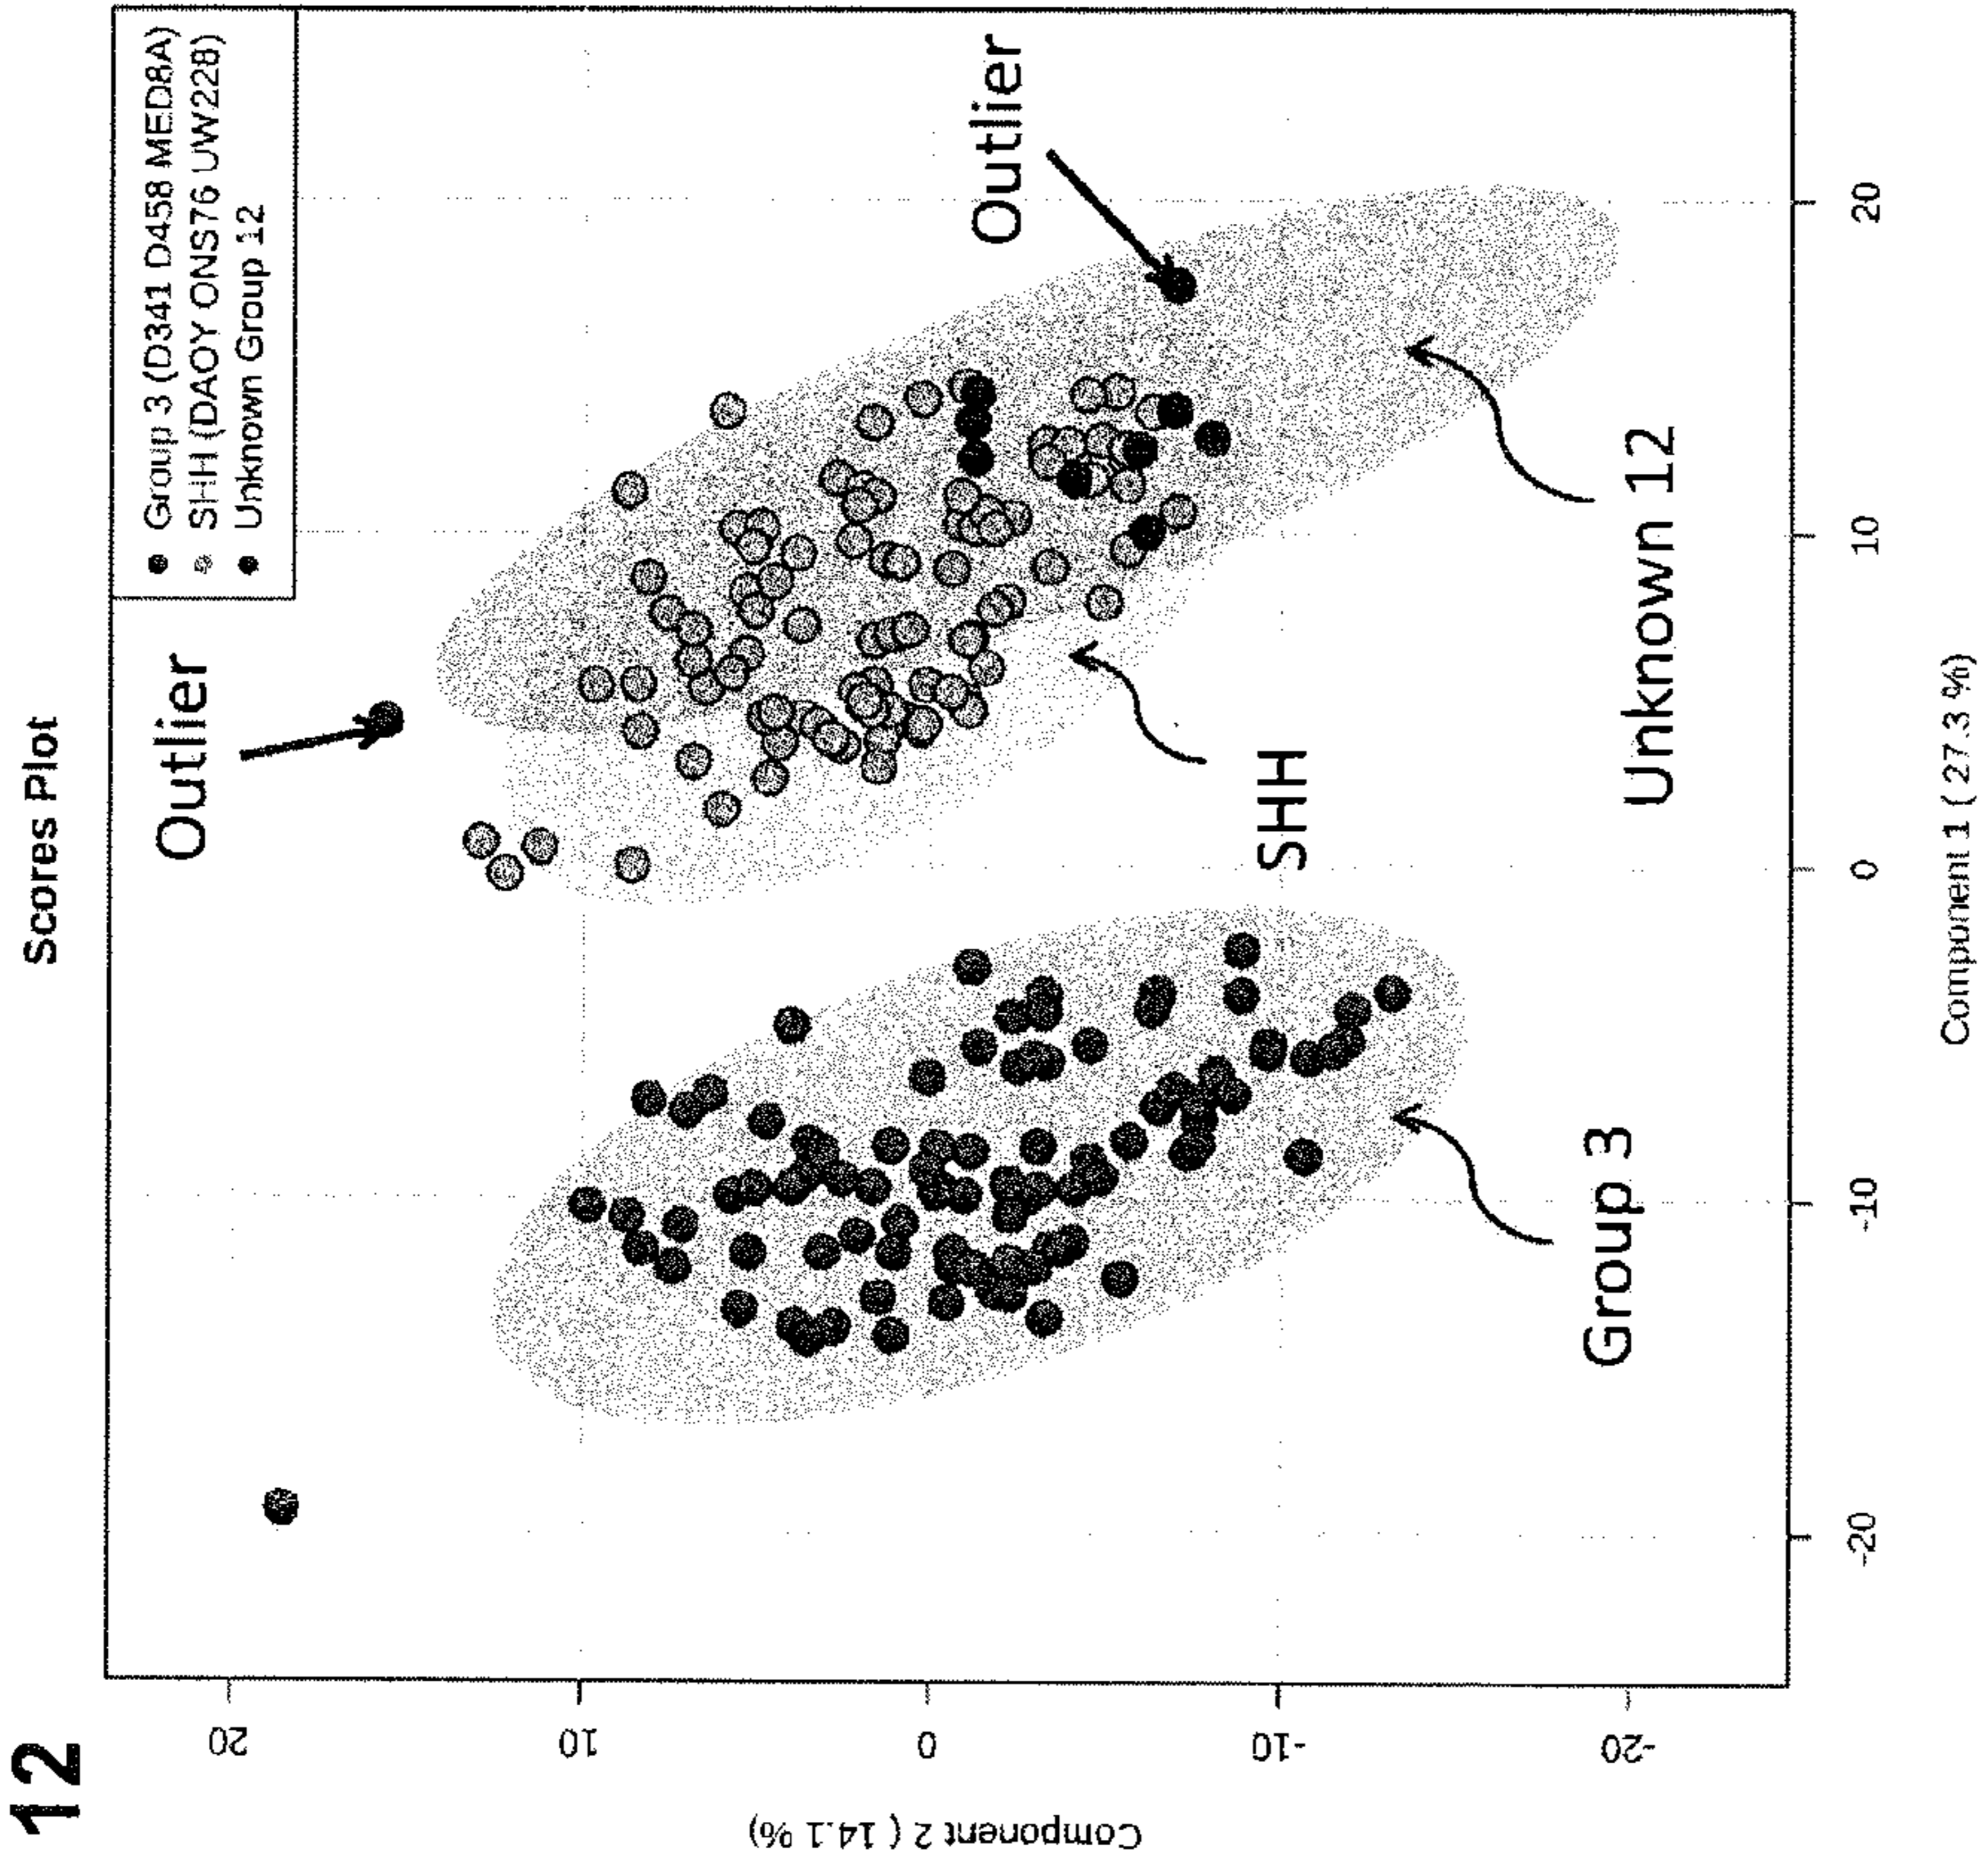 12
Scores Plot
Group 3 (D341 D458 MED8A)
SHH (DAOY ONS76 UW228)
Unknown Group 12
Outlier
Outlier
SHH
Unknown 12
Group 3
Component 2 ( 14.1 %)
20
10
0
-10
-20
-20
-10
0
10
20
Component 1 ( 27.3 %)